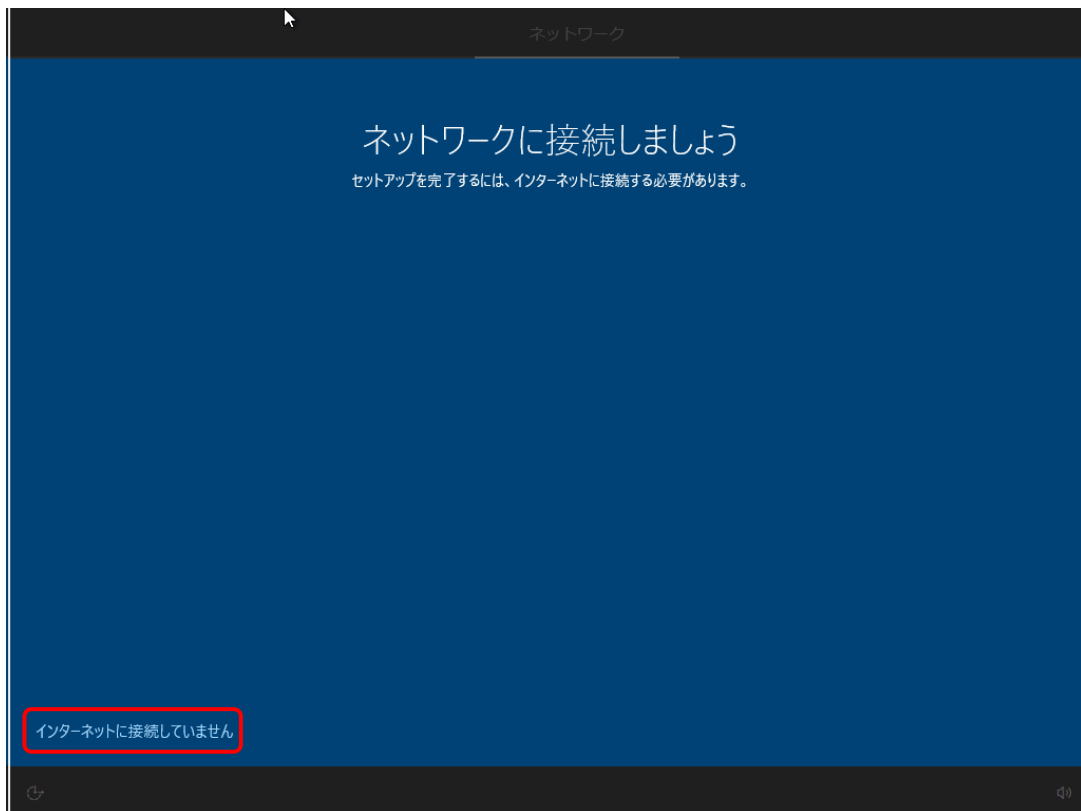 ネットワーク
ネットワークに接続しましょう
セットアップを完了するには、インターネットに接続する必要があります。
インターネットに接続していません